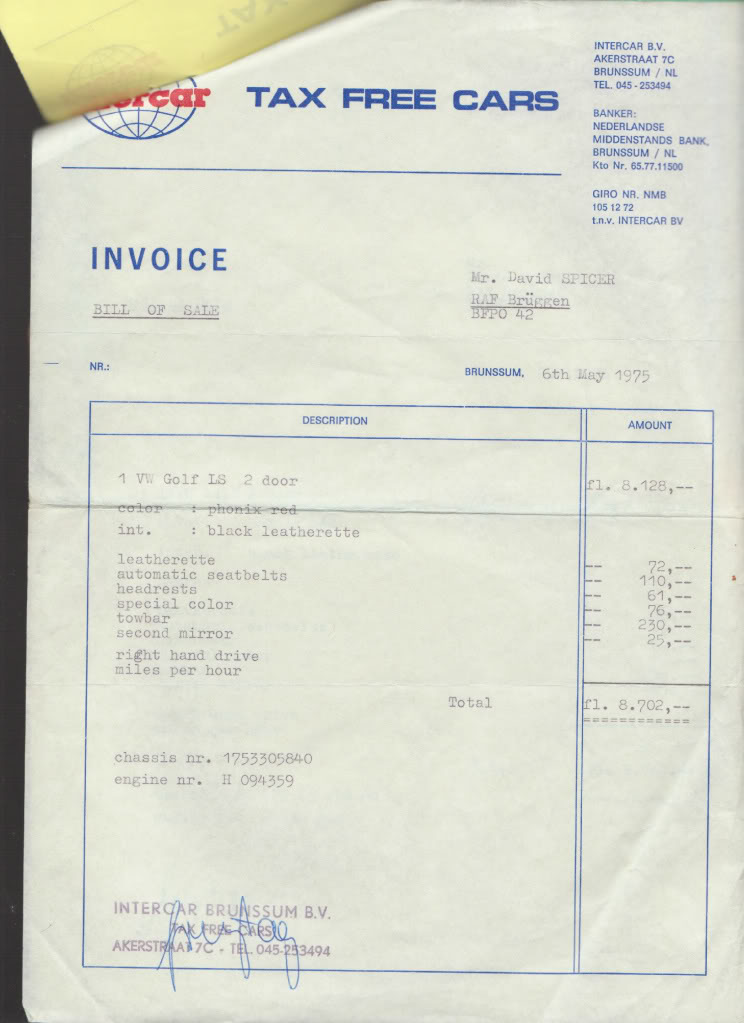 TAX FREE CARS
INTERCAR B.V.
AKERSTRAAT 7C
BRUNSSUM / NL
TEL. 045 - 253494
BANKER:
NEDERLANDSE
MIDDENSTANDS BANK,
BRUNSSUM / NL
Kto Nr. 65.77.11500
GIRO NR. NMB
105 12 72
t.n.v. INTERCAR BV
INVOICE
Mr. David SPICER
RAF Brüggen
BFPO 42
BILL OF SALE
NR.:
BRUNSSUM, 6th May 1975
DESCRIPTION AMOUNT
1 VW Golf LS 2 door fl. 8.128,--
color : phonix red
int. : black leatherette
leatherette -- 72,--
automatic seatbelts -- 110,--
headrests -- 61,--
special color -- 76,--
towbar -- 230,--
second mirror -- 25,--
right hand drive
miles per hour
Total fl. 8.702,--
============
chassis nr. 1753305840
engine nr. H 094359
INTERCAR BRUNSSUM B.V.
TAX FREE CARS
AKERSTRAAT 7C - TEL. 045-253494